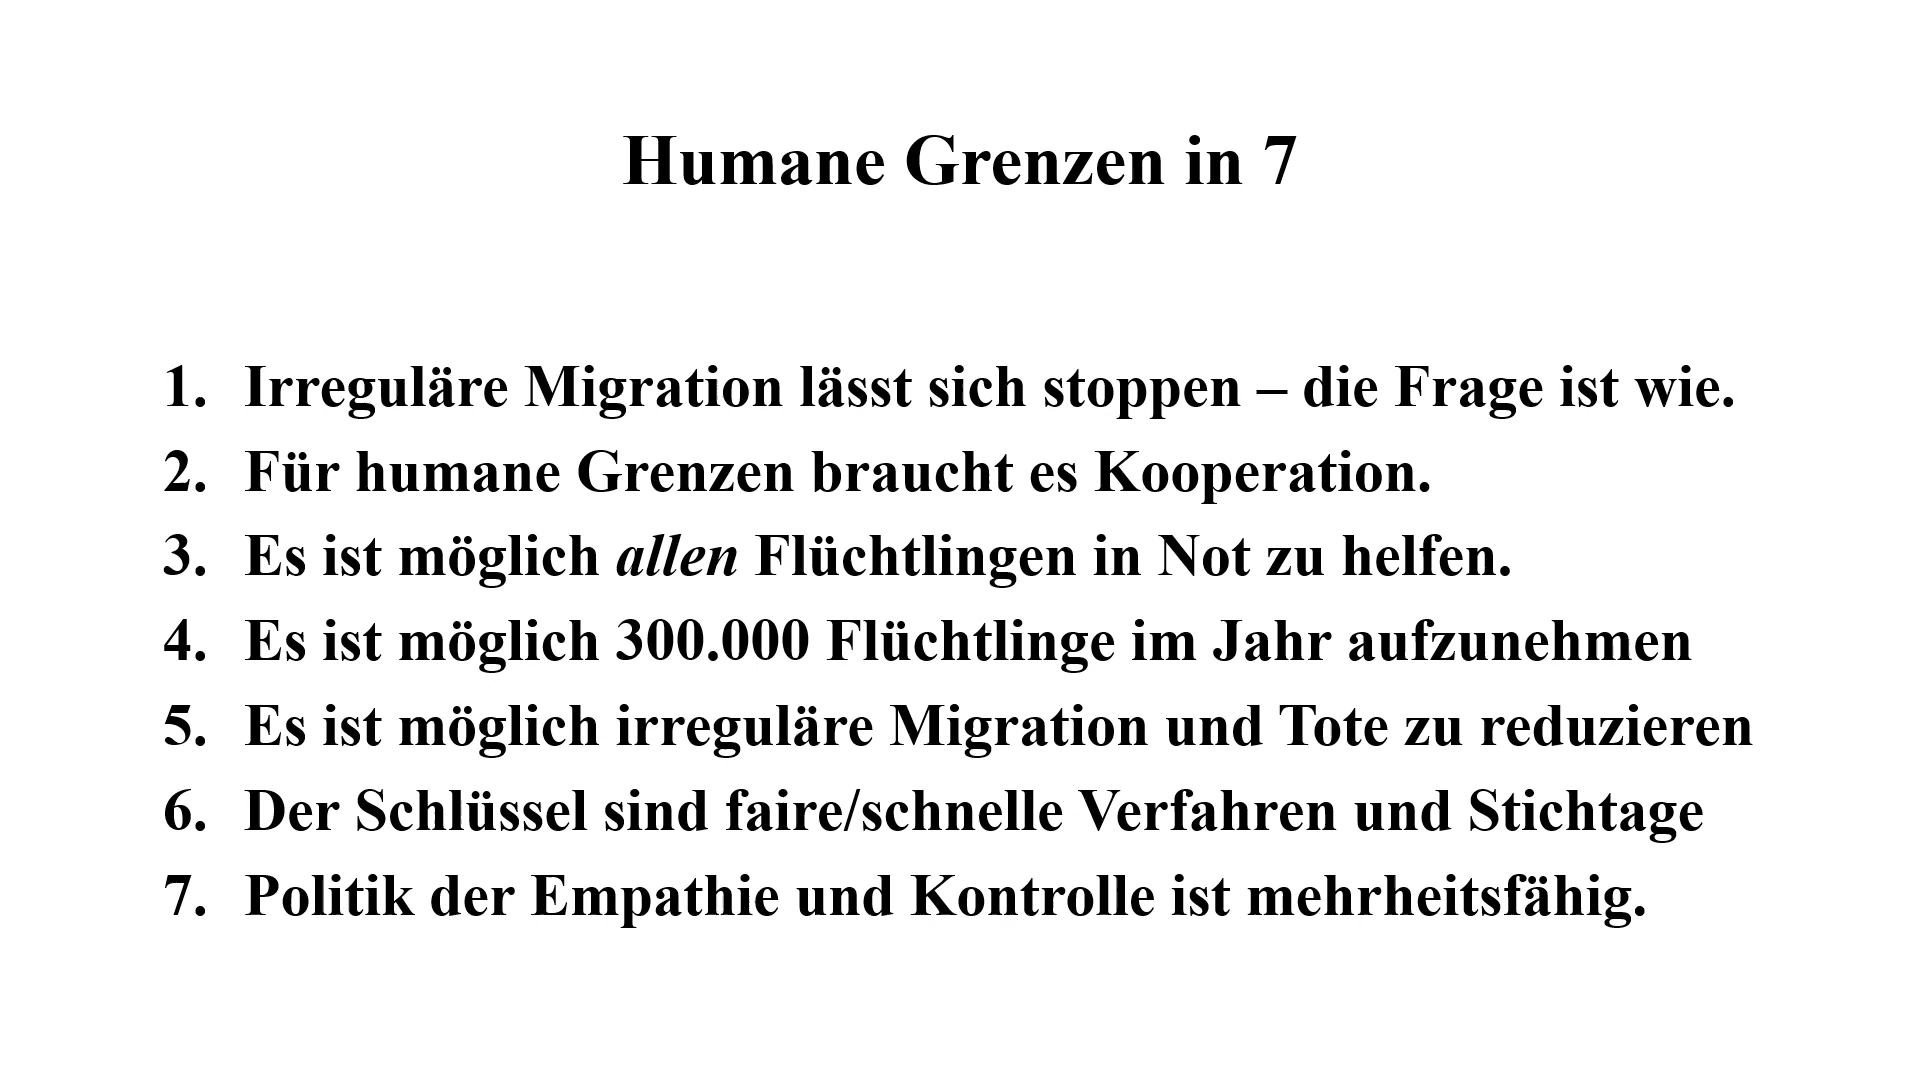 Humane Grenzen in 7
1. Irreguläre Migration lässt sich stoppen – die Frage ist wie.
2. Für humane Grenzen braucht es Kooperation.
3. Es ist möglich allen Flüchtlingen in Not zu helfen.
4. Es ist möglich 300.000 Flüchtlinge im Jahr aufzunehmen
5. Es ist möglich irreguläre Migration und Tote zu reduzieren
6. Der Schlüssel sind faire/schnelle Verfahren und Stichtage
7. Politik der Empathie und Kontrolle ist mehrheitsfähig.